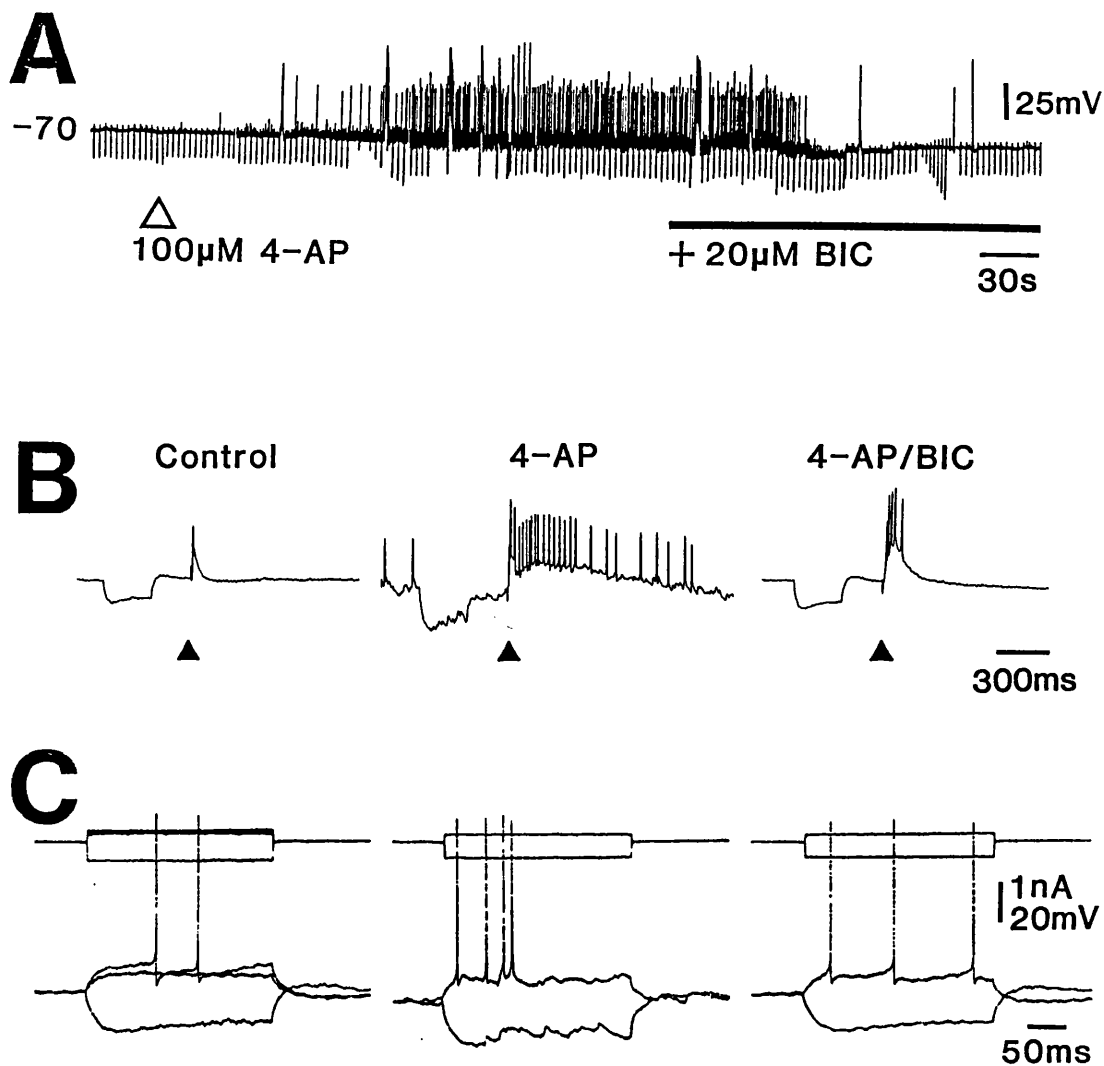 A
25mV
-70
100μM 4-AP
+ 20μM BIC
30s
B
Control
4-AP
4-AP/BIC
300ms
C
1nA
20mV
50ms